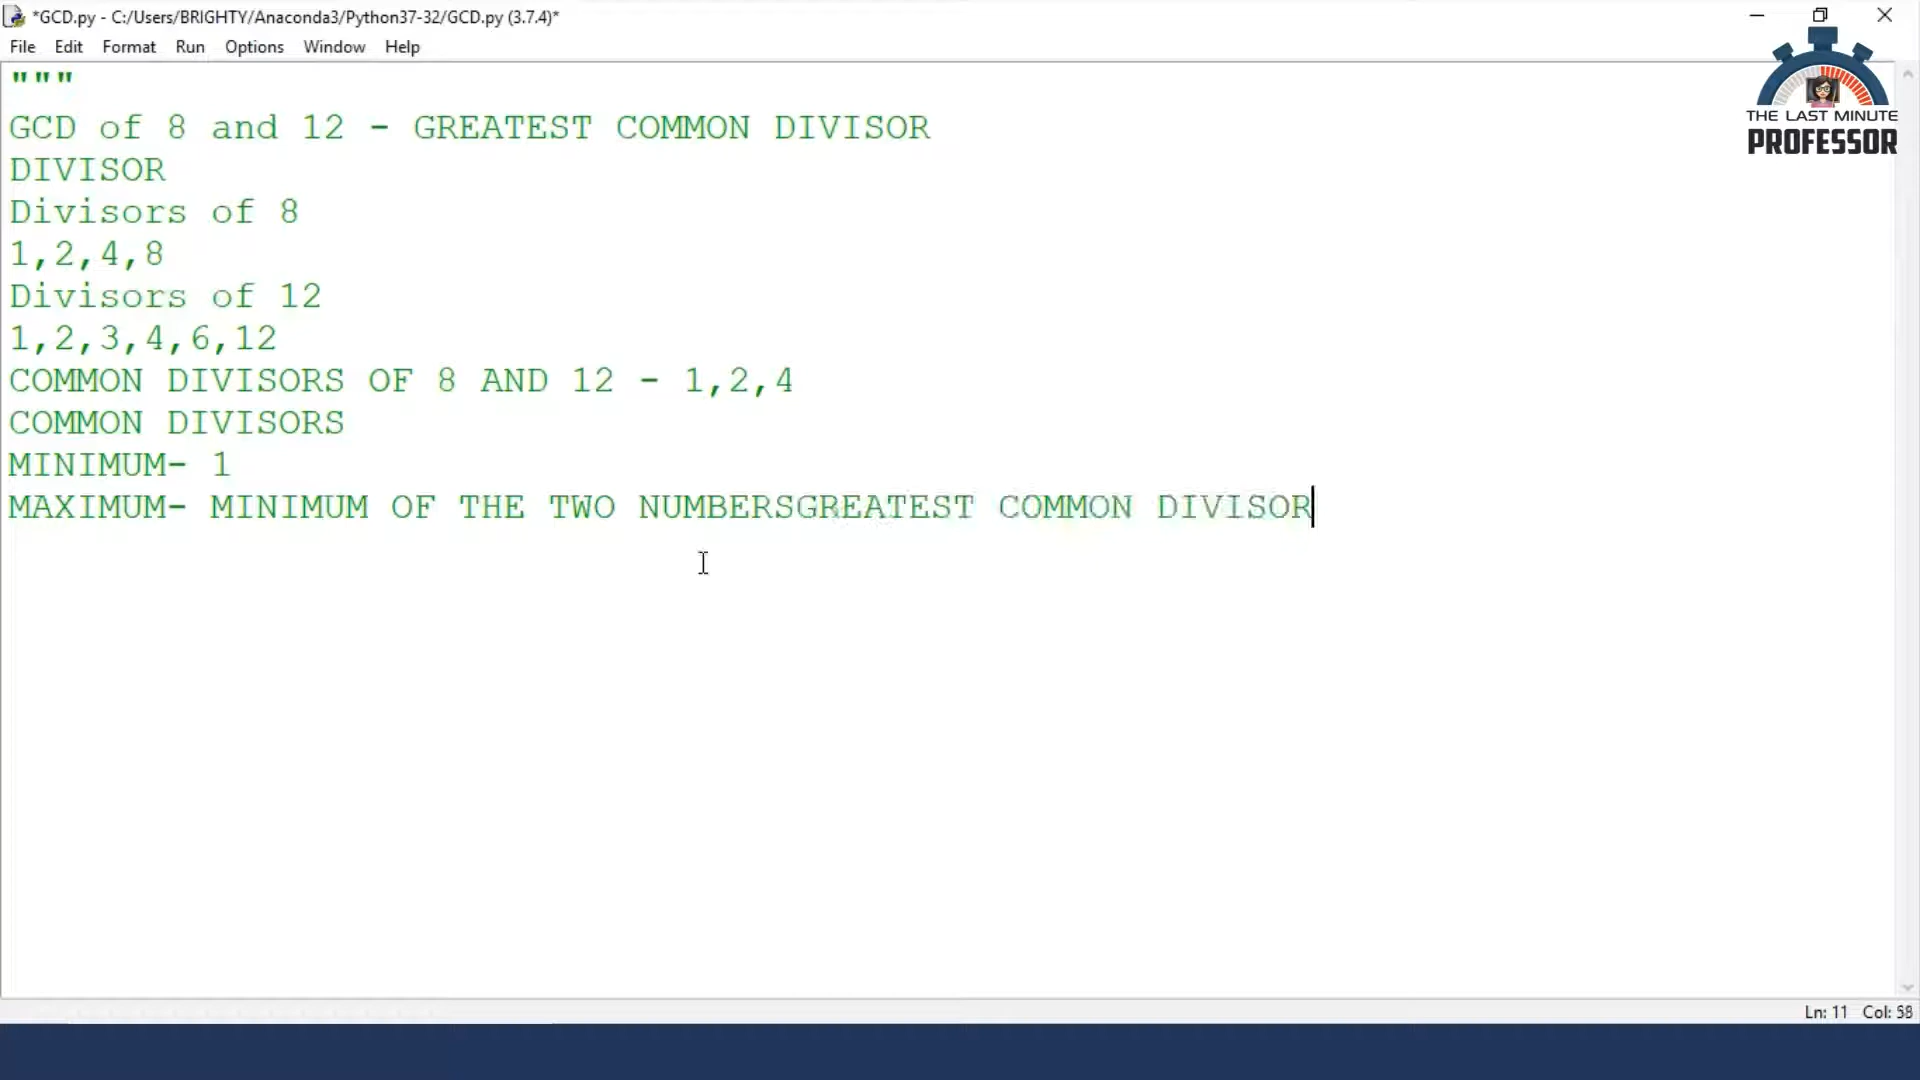 *GCD.py - C:/Users/BRIGHTY/Anaconda3/Python37-32/GCD.py (3.7.4)*
File Edit Format Run Options Window Help
"""
GCD of 8 and 12 - GREATEST COMMON DIVISOR
DIVISOR
Divisors of 8
1,2,4,8
Divisors of 12
1,2,3,4,6,12
COMMON DIVISORS OF 8 AND 12 - 1,2,4
COMMON DIVISORS
MINIMUM- 1
MAXIMUM- MINIMUM OF THE TWO NUMBERSGREATEST COMMON DIVISOR
THE LAST MINUTE
PROFESSOR
Ln: 11 Col: 58